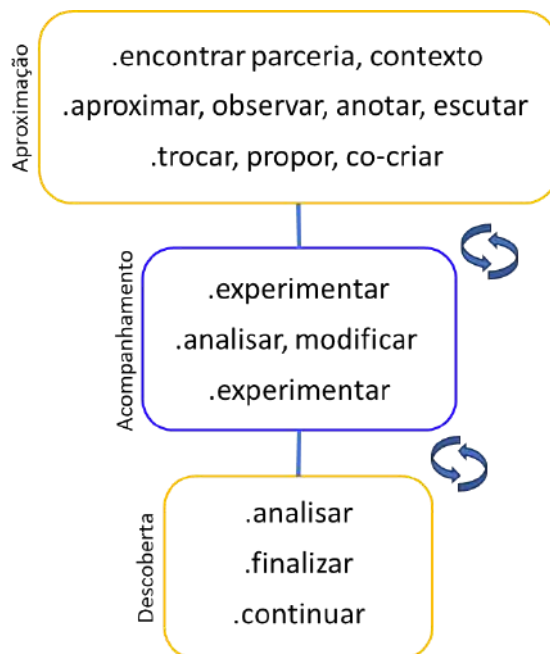 Aproximação
.encontrar parceria, contexto
.aproximar, observar, anotar, escutar
.trocar, propor, co-criar
Acompanhamento
.experimentar
.analisar, modificar
.experimentar
Descoberta
.analisar
.finalizar
.continuar